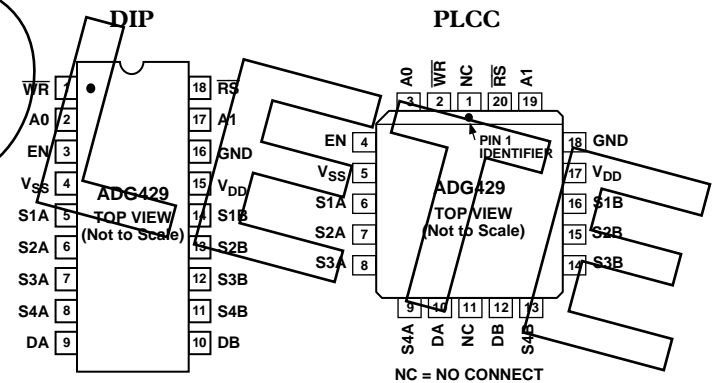 DIP
PLCC
WR 1
A0 2
EN 3
VSS 4
S1A 5
S2A 6
S3A 7
S4A 8
DA 9
18 RS
17 A1
16 GND
15 VDD
14 S1B
13 S2B
12 S3B
11 S4B
10 DB
ADG429
TOP VIEW
(Not to Scale)
A0 WR NC RS A1
3 2 1 20 19
EN 4
VSS 5
S1A 6
S2A 7
S3A 8
PIN 1
IDENTIFIER
ADG429
TOP VIEW
(Not to Scale)
18 GND
17 VDD
16 S1B
15 S2B
14 S3B
9 10 11 12 13
S4A DA NC DB S4B
NC = NO CONNECT